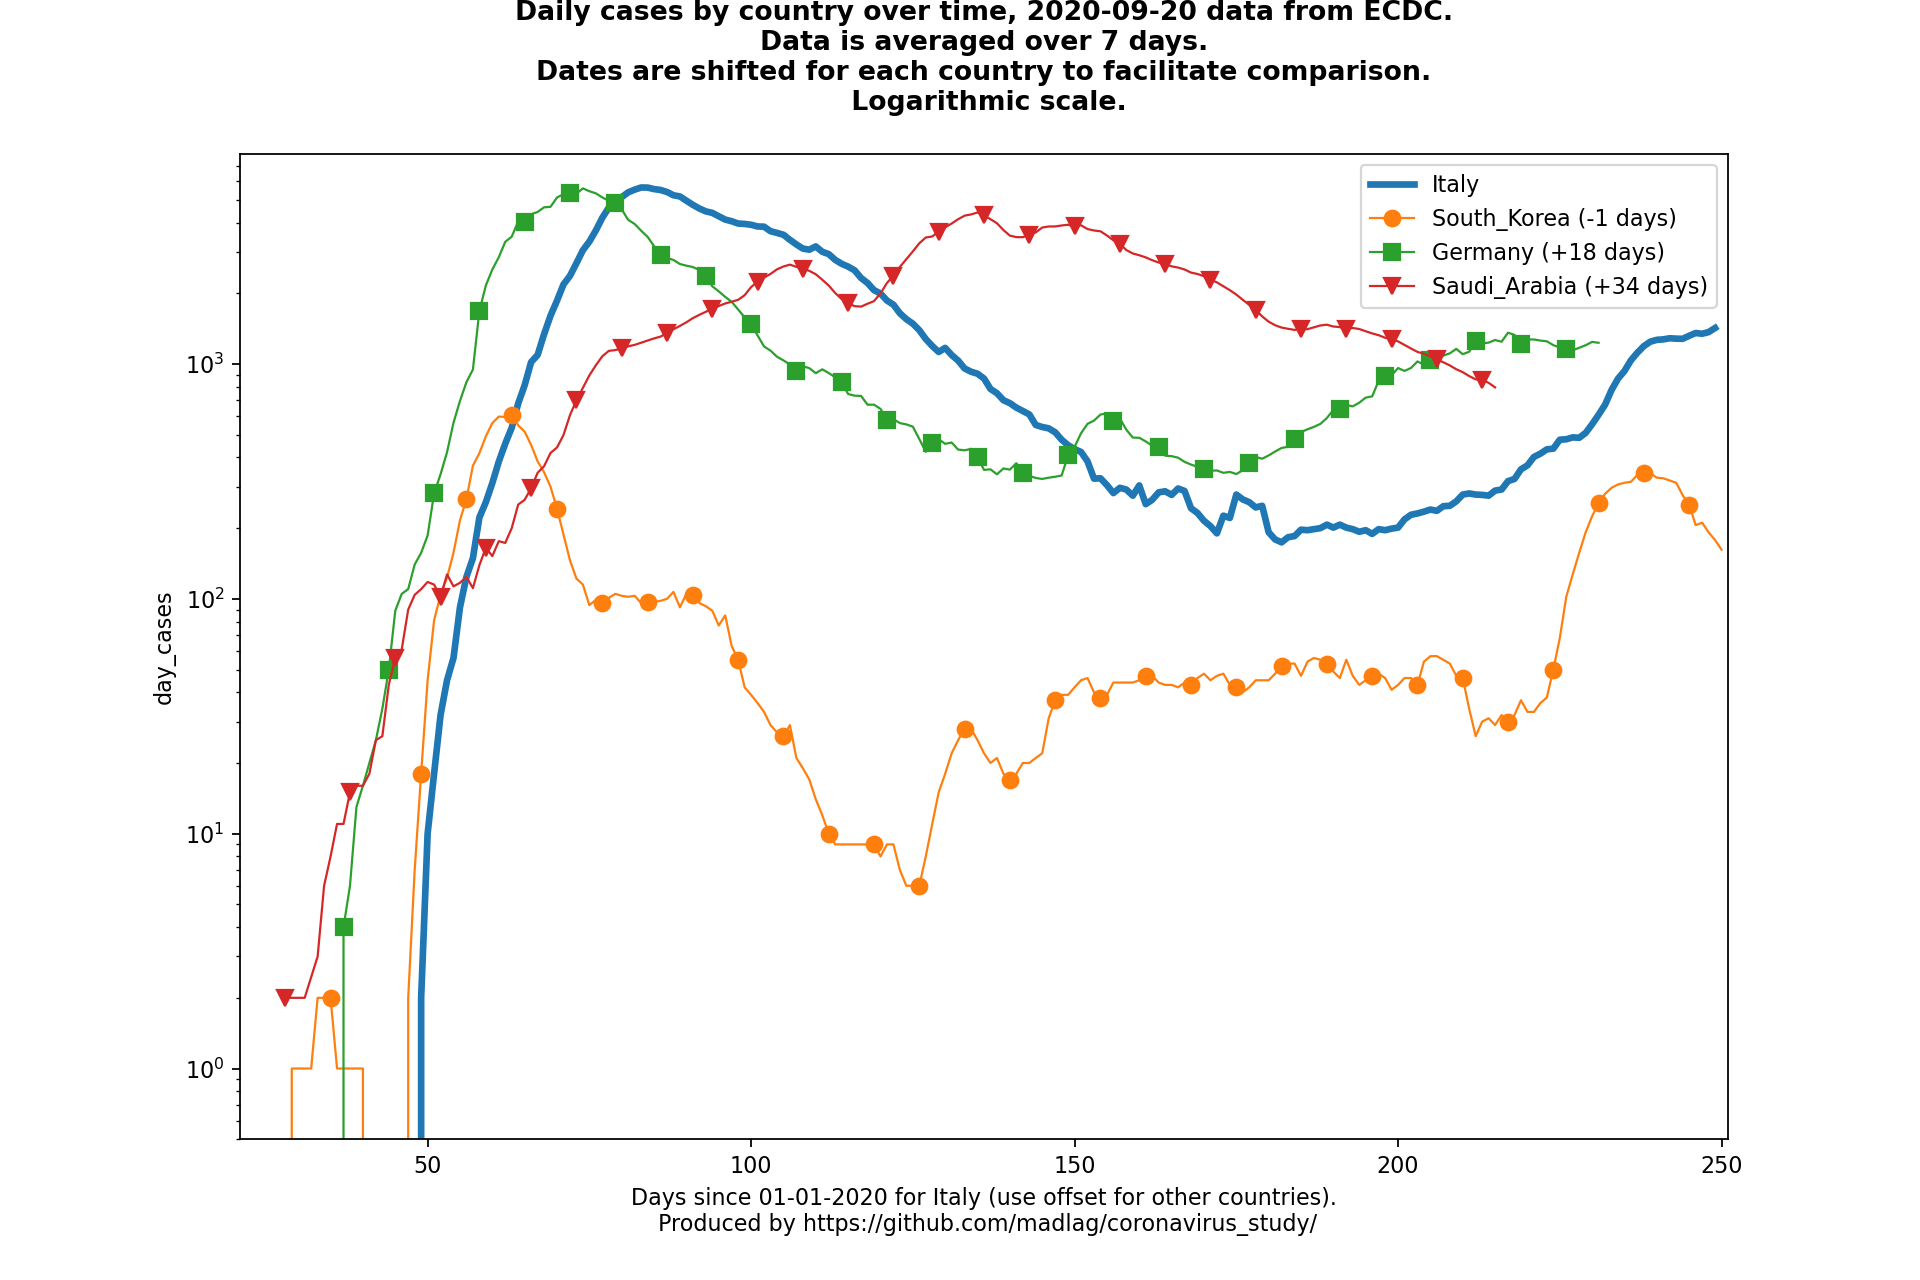 Daily cases by country over time, 2020-09-20 data from ECDC.
Data is averaged over 7 days.
Dates are shifted for each country to facilitate comparison.
Logarithmic scale.
Italy
South_Korea (-1 days)
Germany (+18 days)
Saudi_Arabia (+34 days)
day_cases
10³
10²
10¹
10⁰
50 100 150 200 250
Days since 01-01-2020 for Italy (use offset for other countries).
Produced by https://github.com/madlag/coronavirus_study/